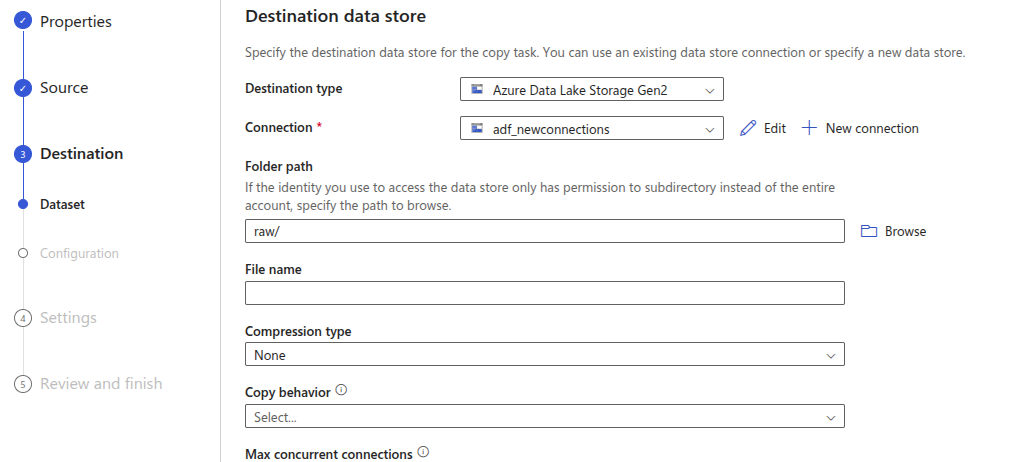 Properties
Source
3 Destination
Dataset
Configuration
4 Settings
5 Review and finish
Destination data store
Specify the destination data store for the copy task. You can use an existing data store connection or specify a new data store.
Destination type
Azure Data Lake Storage Gen2
Connection *
adf_newconnections
Edit
New connection
Folder path
If the identity you use to access the data store only has permission to subdirectory instead of the entire
account, specify the path to browse.
raw/
Browse
File name
Compression type
None
Copy behavior
Select...
Max concurrent connections